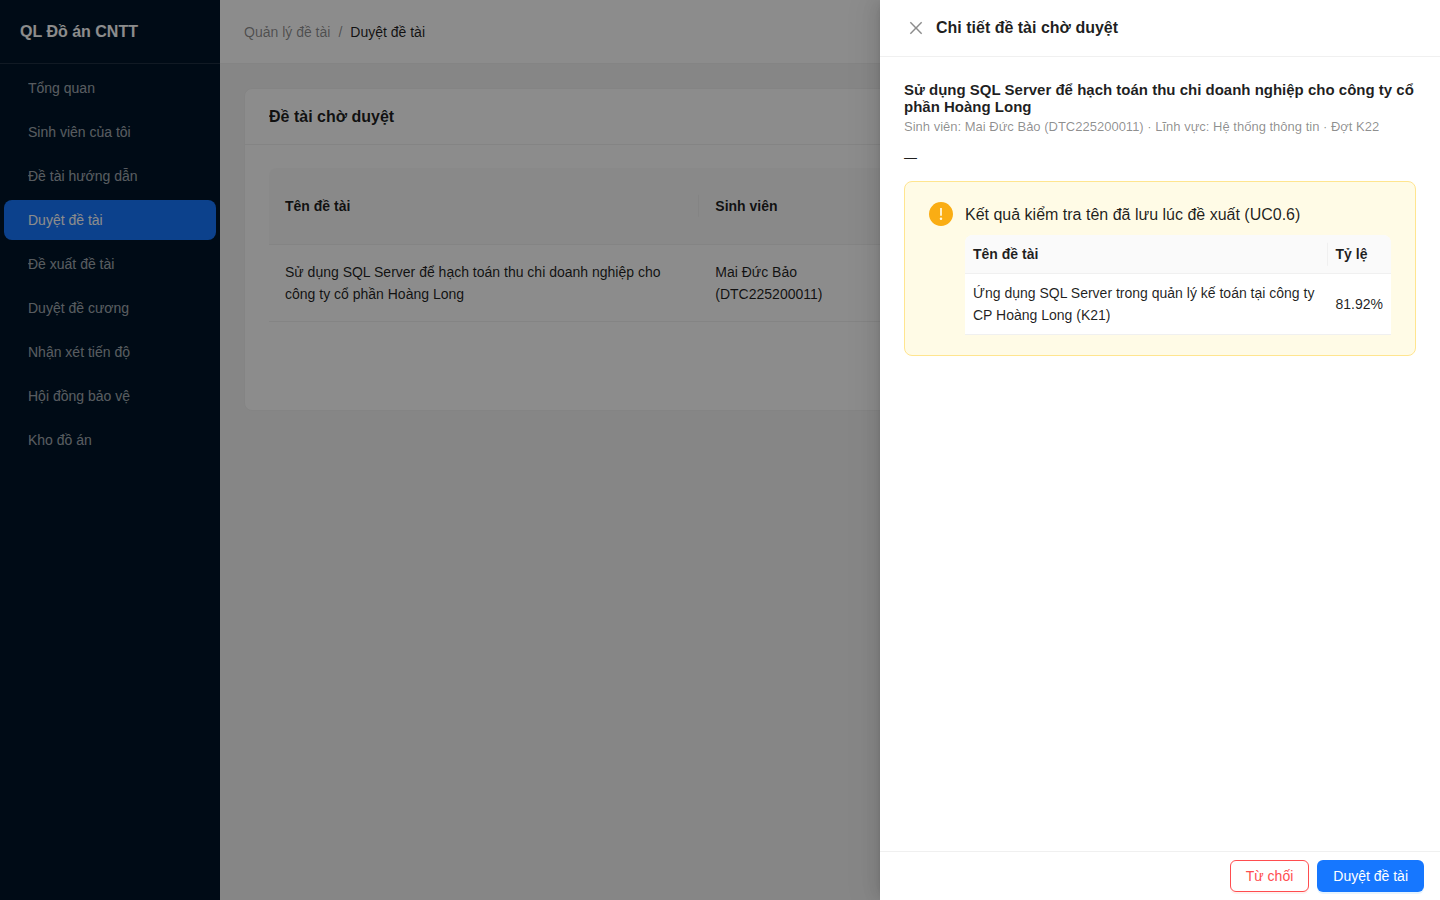 QL Đồ án CNTT
Tổng quan
Sinh viên của tôi
Đề tài hướng dẫn
Duyệt đề tài
Đề xuất đề tài
Duyệt đề cương
Nhận xét tiến độ
Hội đồng bảo vệ
Kho đồ án
Quản lý đề tài / Duyệt đề tài
Đề tài chờ duyệt
Tên đề tài
Sinh viên
Sử dụng SQL Server để hạch toán thu chi doanh nghiệp cho
công ty cổ phần Hoàng Long
Mai Đức Bảo
(DTC225200011)
Chi tiết đề tài chờ duyệt
Sử dụng SQL Server để hạch toán thu chi doanh nghiệp cho công ty cổ
phần Hoàng Long
Sinh viên: Mai Đức Bảo (DTC225200011) · Lĩnh vực: Hệ thống thông tin · Đợt K22
—
Kết quả kiểm tra tên đã lưu lúc đề xuất (UC0.6)
Tên đề tài
Tỷ lệ
Ứng dụng SQL Server trong quản lý kế toán tại công ty
CP Hoàng Long (K21)
81.92%
Từ chối
Duyệt đề tài